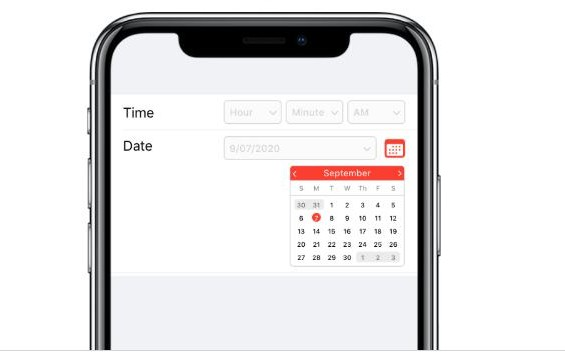 Time Hour Minute AM
Date 9/07/2020
September
S M T W Th F S
30 31 1 2 3 4 5
6 7 8 9 10 11 12
13 14 15 16 17 18 19
20 21 22 23 24 25 26
27 28 29 30 1 2 3